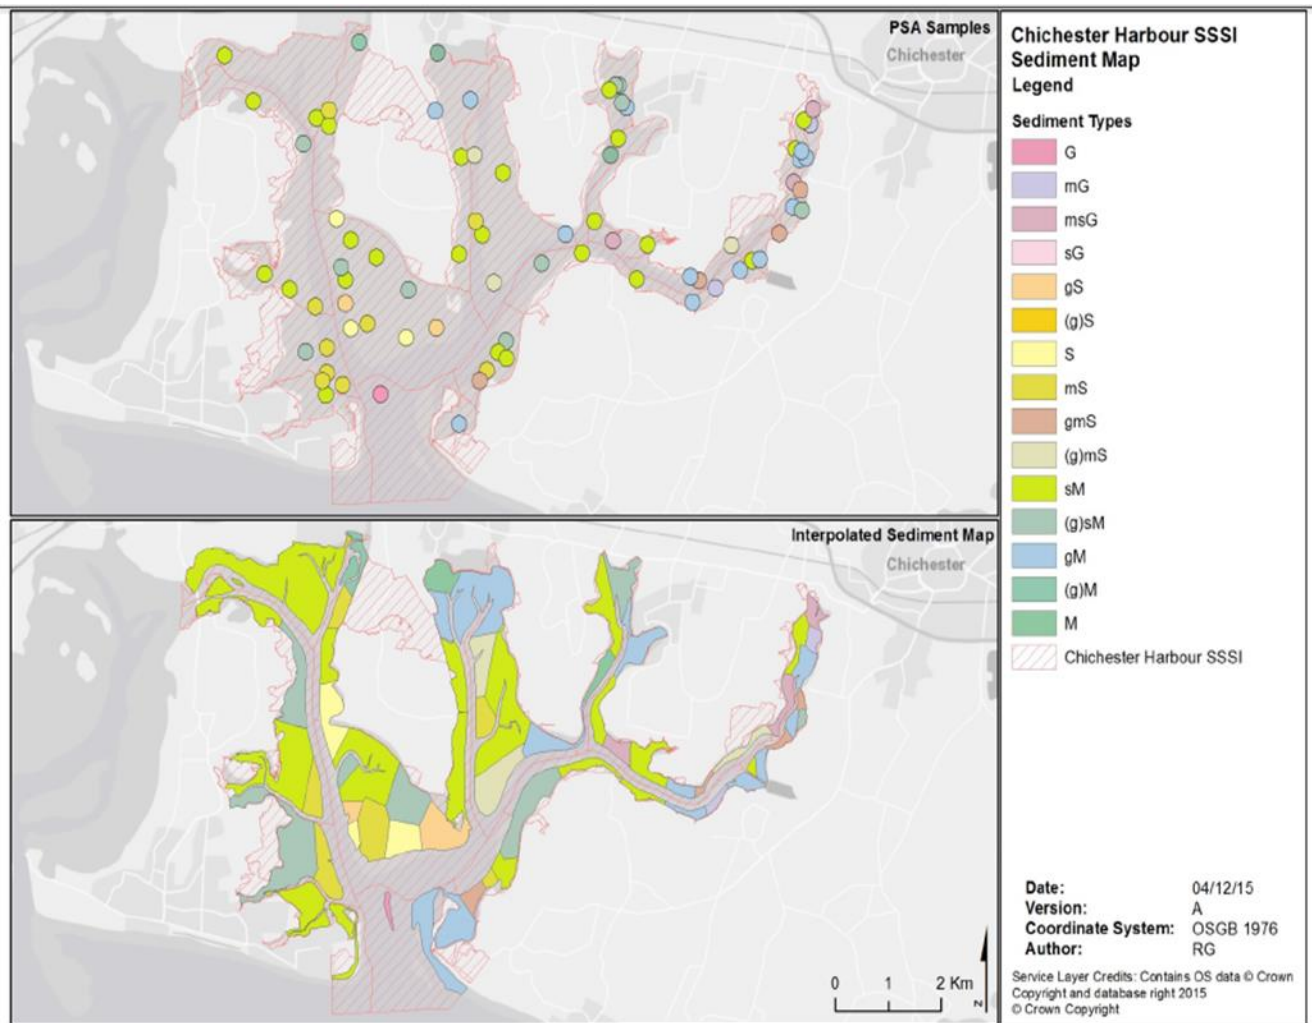 PSA Samples
Chichester
Interpolated Sediment Map
Chichester
0 1 2 Km
N
Chichester Harbour SSSI
Sediment Map
Legend
Sediment Types
G
mG
msG
sG
gS
(g)S
S
mS
gmS
(g)mS
sM
(g)sM
gM
(g)M
M
Chichester Harbour SSSI
Date: 04/12/15
Version: A
Coordinate System: OSGB 1976
Author: RG
Service Layer Credits: Contains OS data © Crown
Copyright and database right 2015
© Crown Copyright